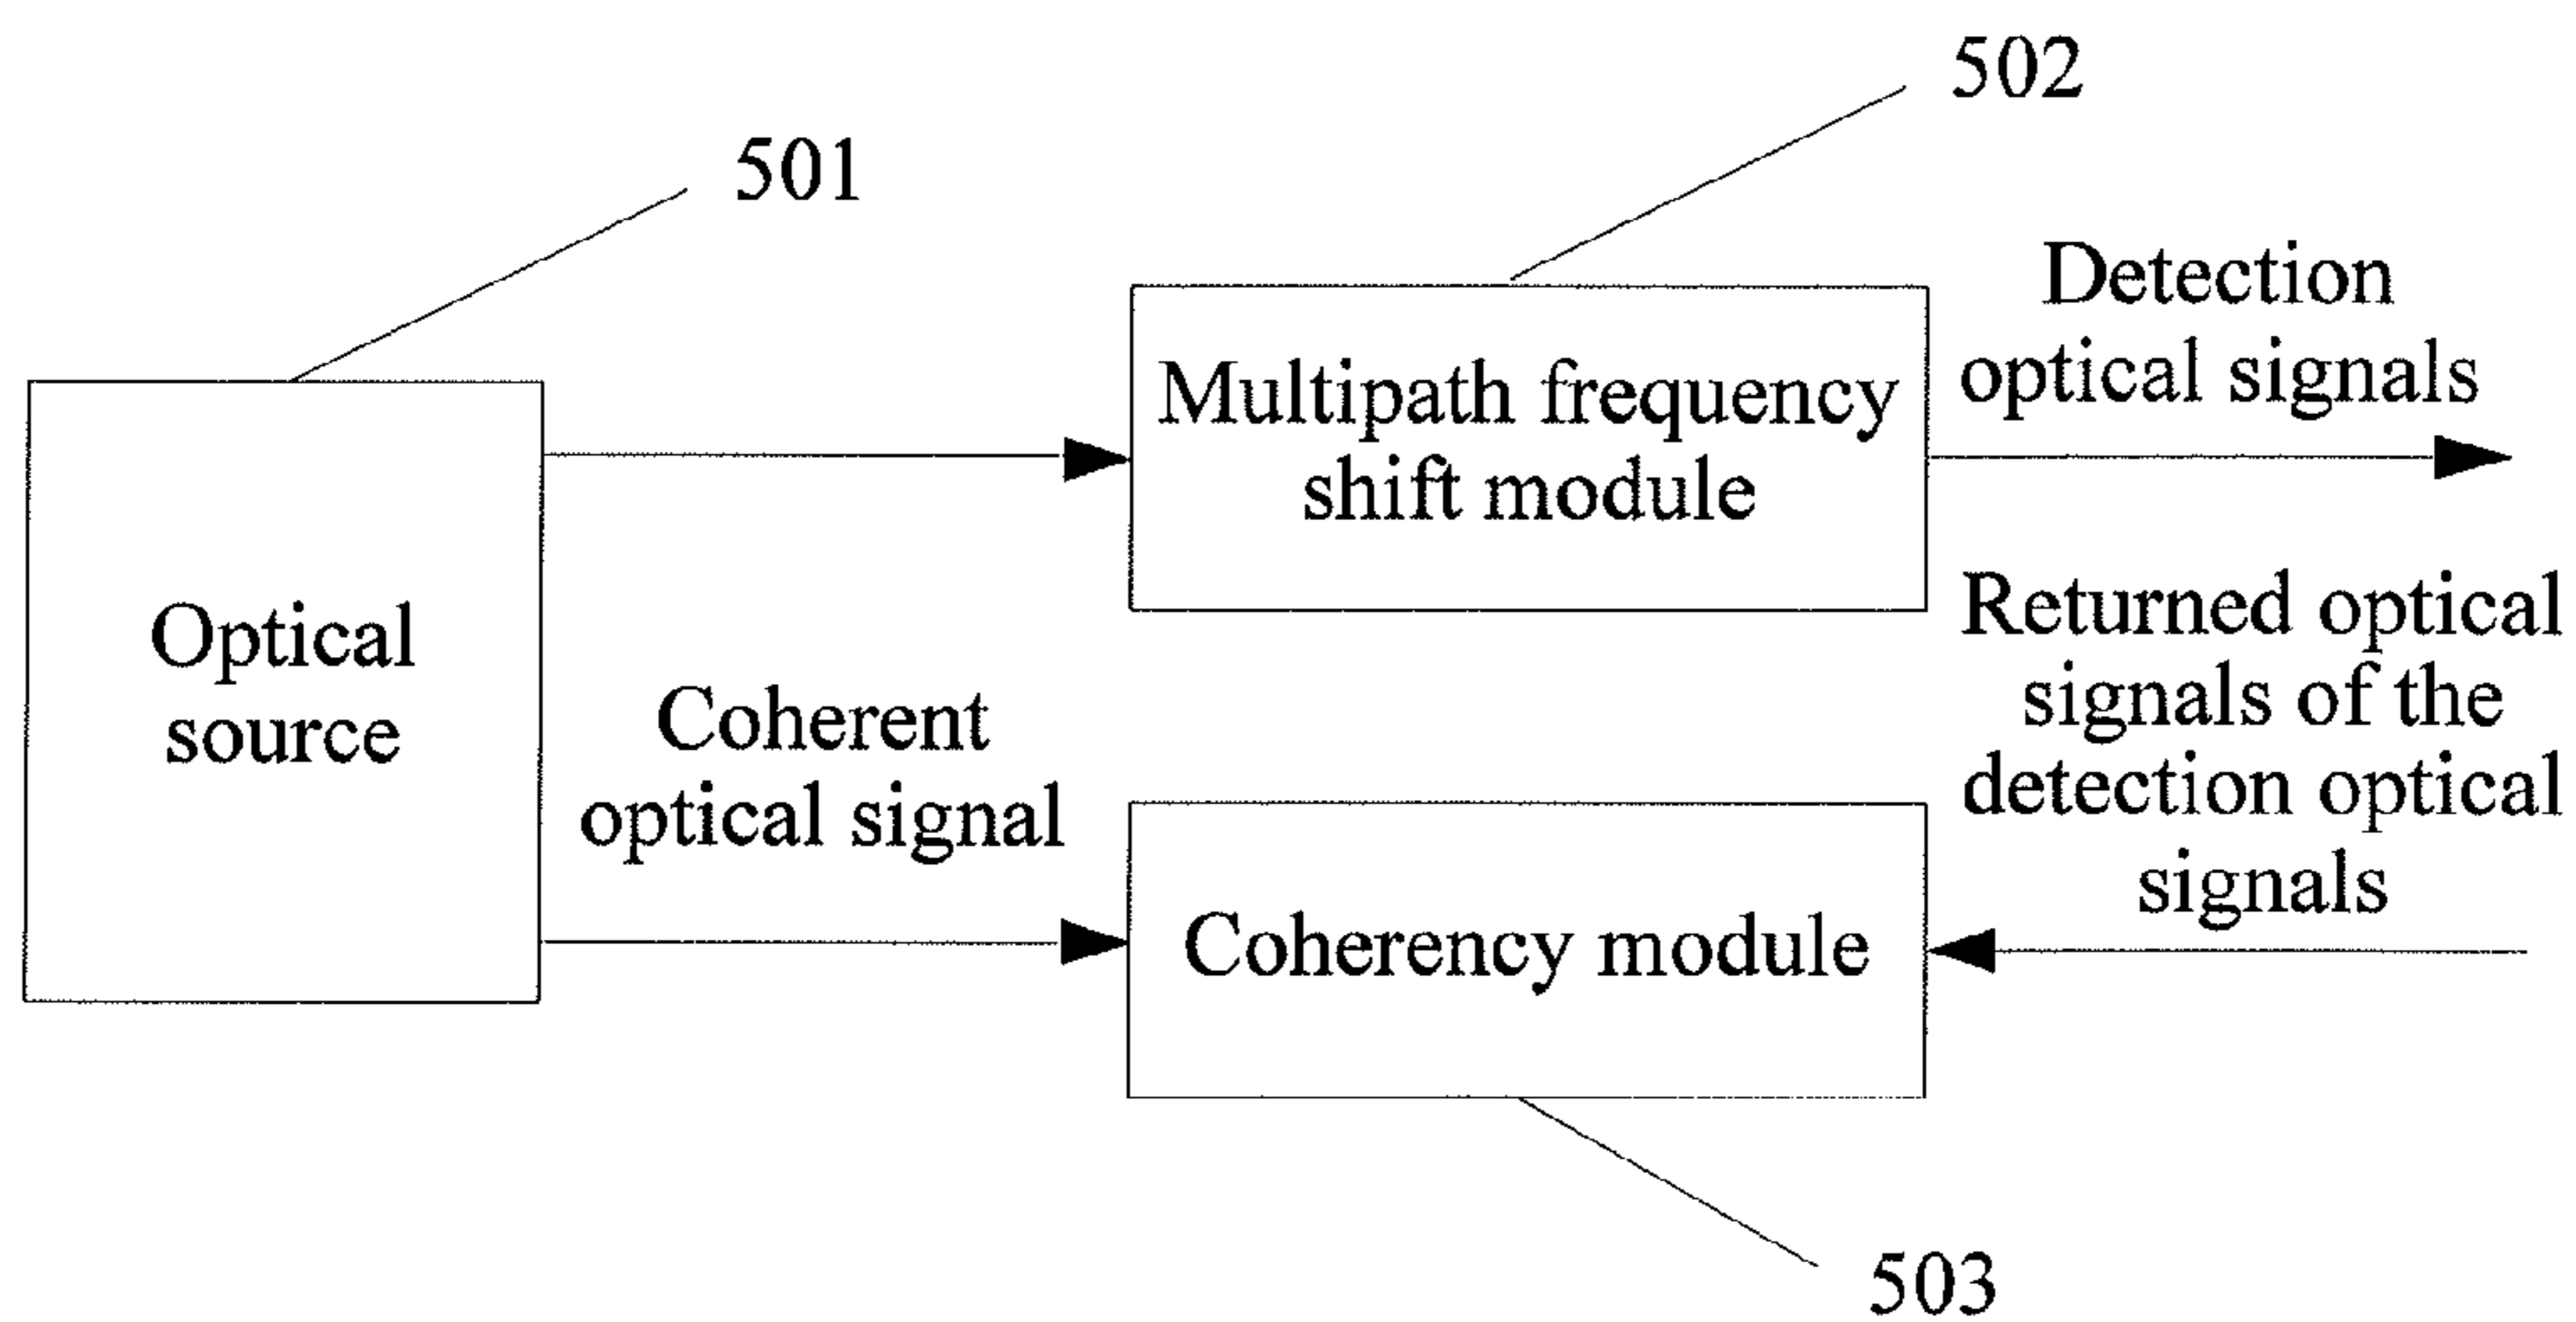 502
501
Detection
optical signals
Multipath frequency
shift module
Optical
source
Coherent
optical signal
Returned optical
signals of the
detection optical
signals
Coherency module
503